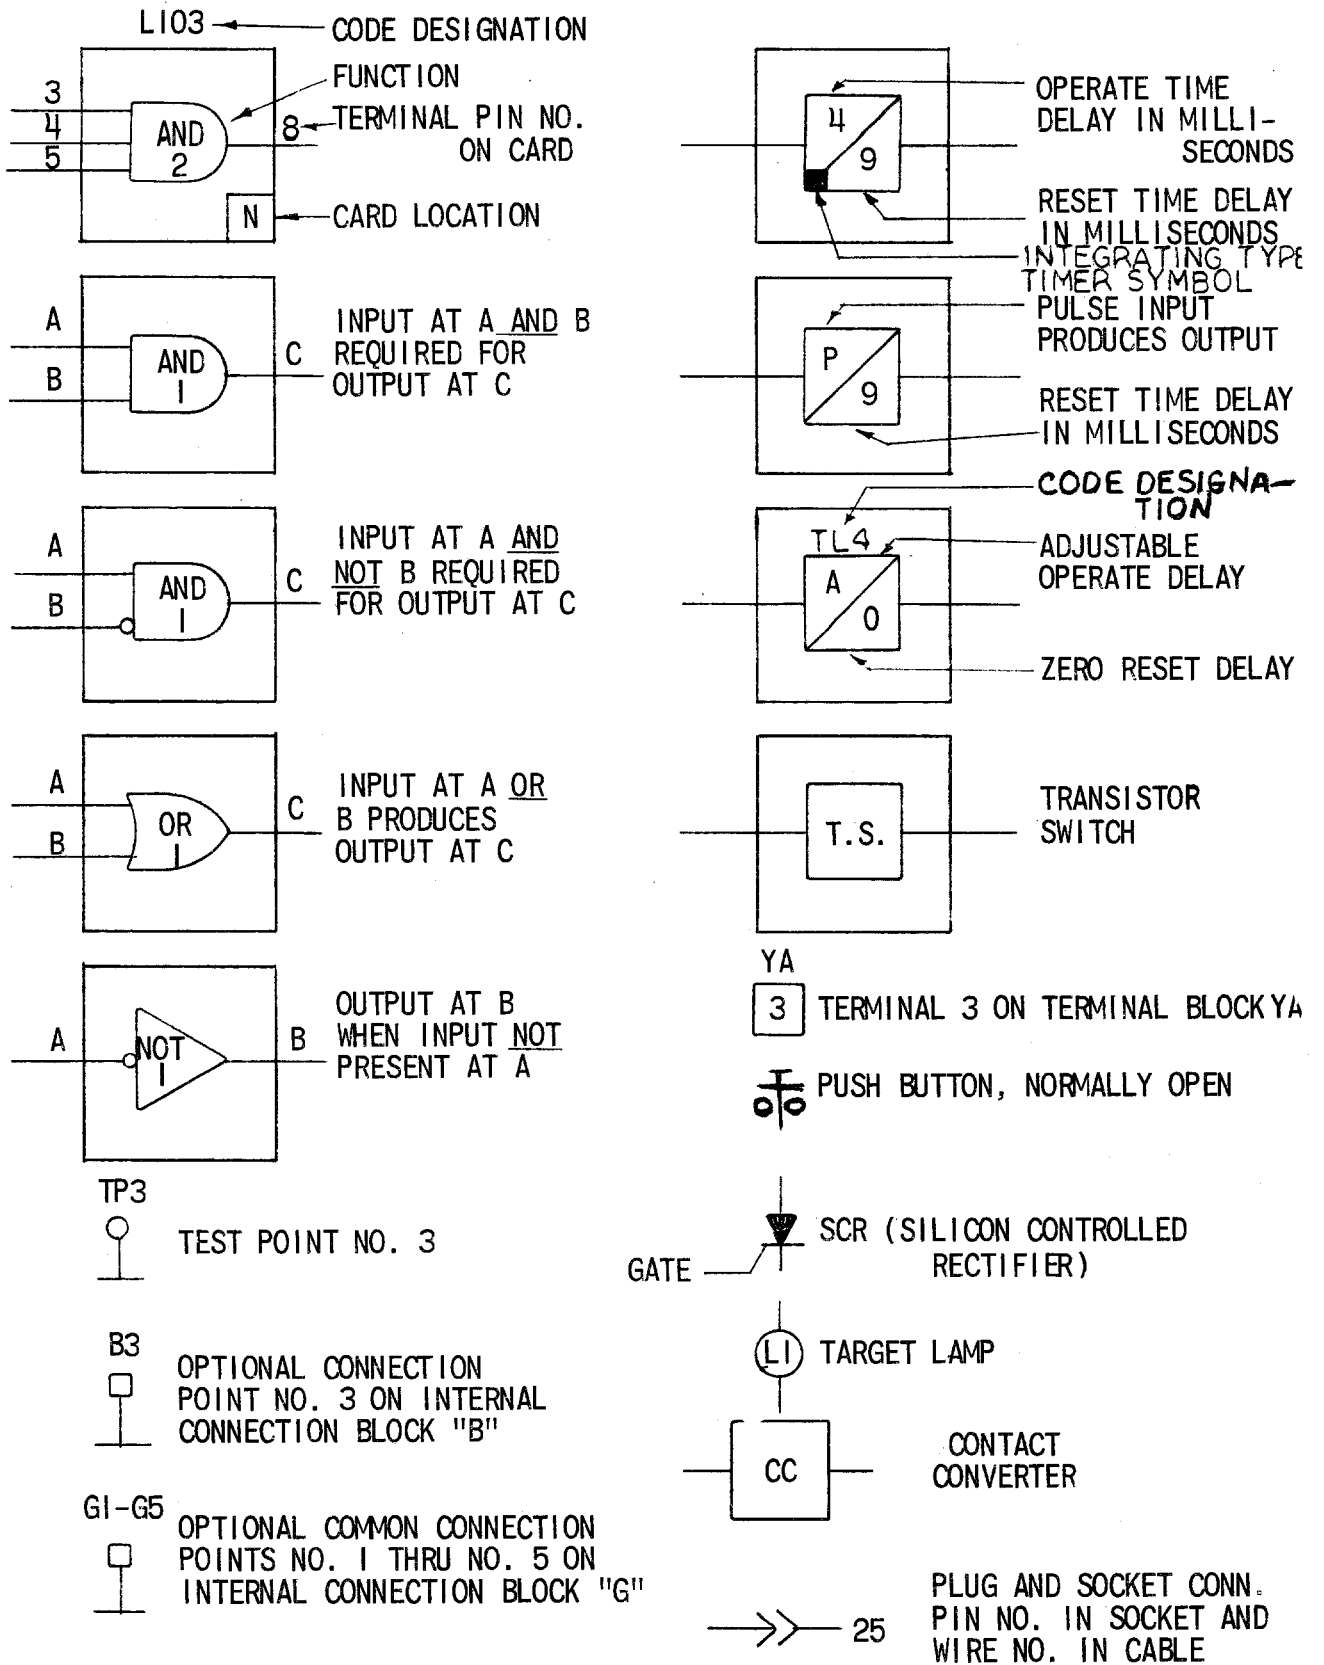 L103
CODE DESIGNATION
FUNCTION
3
4
5
AND
2
8
TERMINAL PIN NO.
ON CARD
N
CARD LOCATION
A
B
AND
1
C
INPUT AT A AND B
REQUIRED FOR
OUTPUT AT C
A
B
AND
1
C
INPUT AT A AND
NOT B REQUIRED
FOR OUTPUT AT C
A
B
OR
1
C
INPUT AT A OR
B PRODUCES
OUTPUT AT C
A
NOT
1
B
OUTPUT AT B
WHEN INPUT NOT
PRESENT AT A
TP3
TEST POINT NO. 3
B3
OPTIONAL CONNECTION
POINT NO. 3 ON INTERNAL
CONNECTION BLOCK "B"
G1-G5
OPTIONAL COMMON CONNECTION
POINTS NO. 1 THRU NO. 5 ON
INTERNAL CONNECTION BLOCK "G"
4
9
OPERATE TIME
DELAY IN MILLI-
SECONDS
RESET TIME DELAY
IN MILLISECONDS
INTEGRATING TYPE
TIMER SYMBOL
P
9
PULSE INPUT
PRODUCES OUTPUT
RESET TIME DELAY
IN MILLISECONDS
CODE DESIGNA-
TION
TL4
A
0
ADJUSTABLE
OPERATE DELAY
ZERO RESET DELAY
T.S.
TRANSISTOR
SWITCH
YA
3
TERMINAL 3 ON TERMINAL BLOCK YA
PUSH BUTTON, NORMALLY OPEN
GATE
SCR (SILICON CONTROLLED
RECTIFIER)
L1
TARGET LAMP
CC
CONTACT
CONVERTER
25
PLUG AND SOCKET CONN.
PIN NO. IN SOCKET AND
WIRE NO. IN CABLE